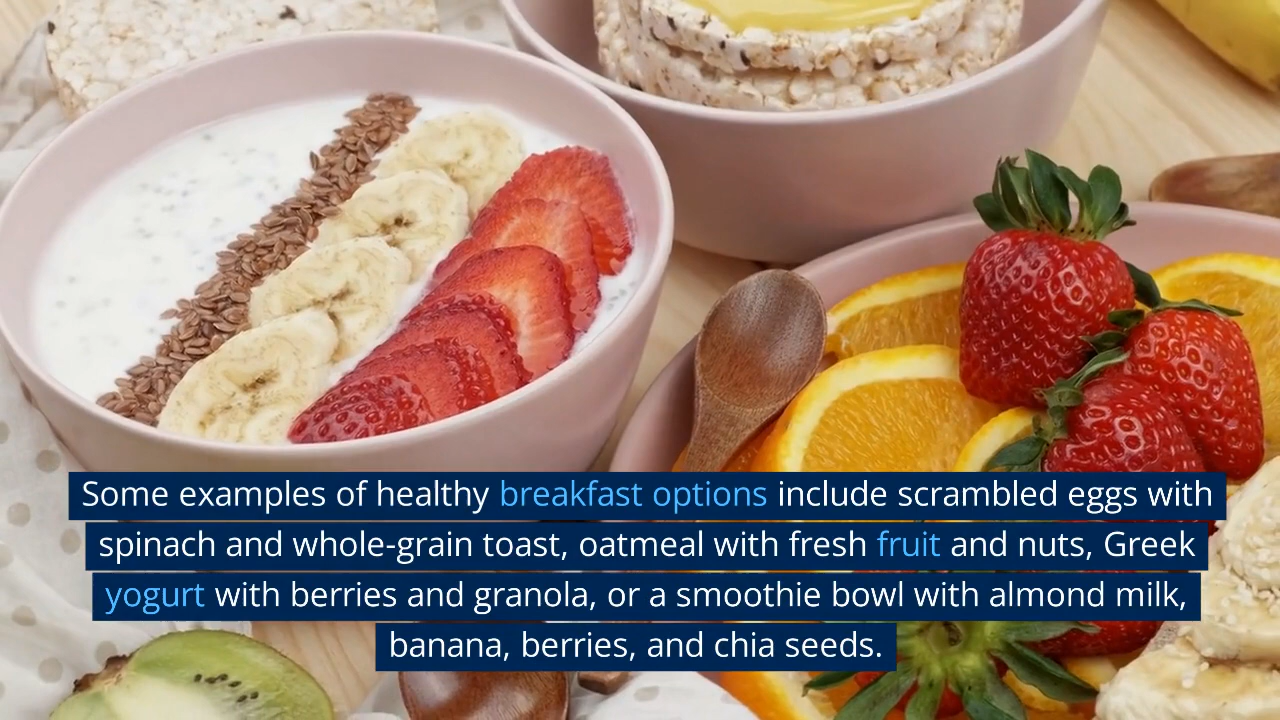 Some examples of healthy breakfast options include scrambled eggs with
spinach and whole-grain toast, oatmeal with fresh fruit and nuts, Greek
yogurt with berries and granola, or a smoothie bowl with almond milk,
banana, berries, and chia seeds.